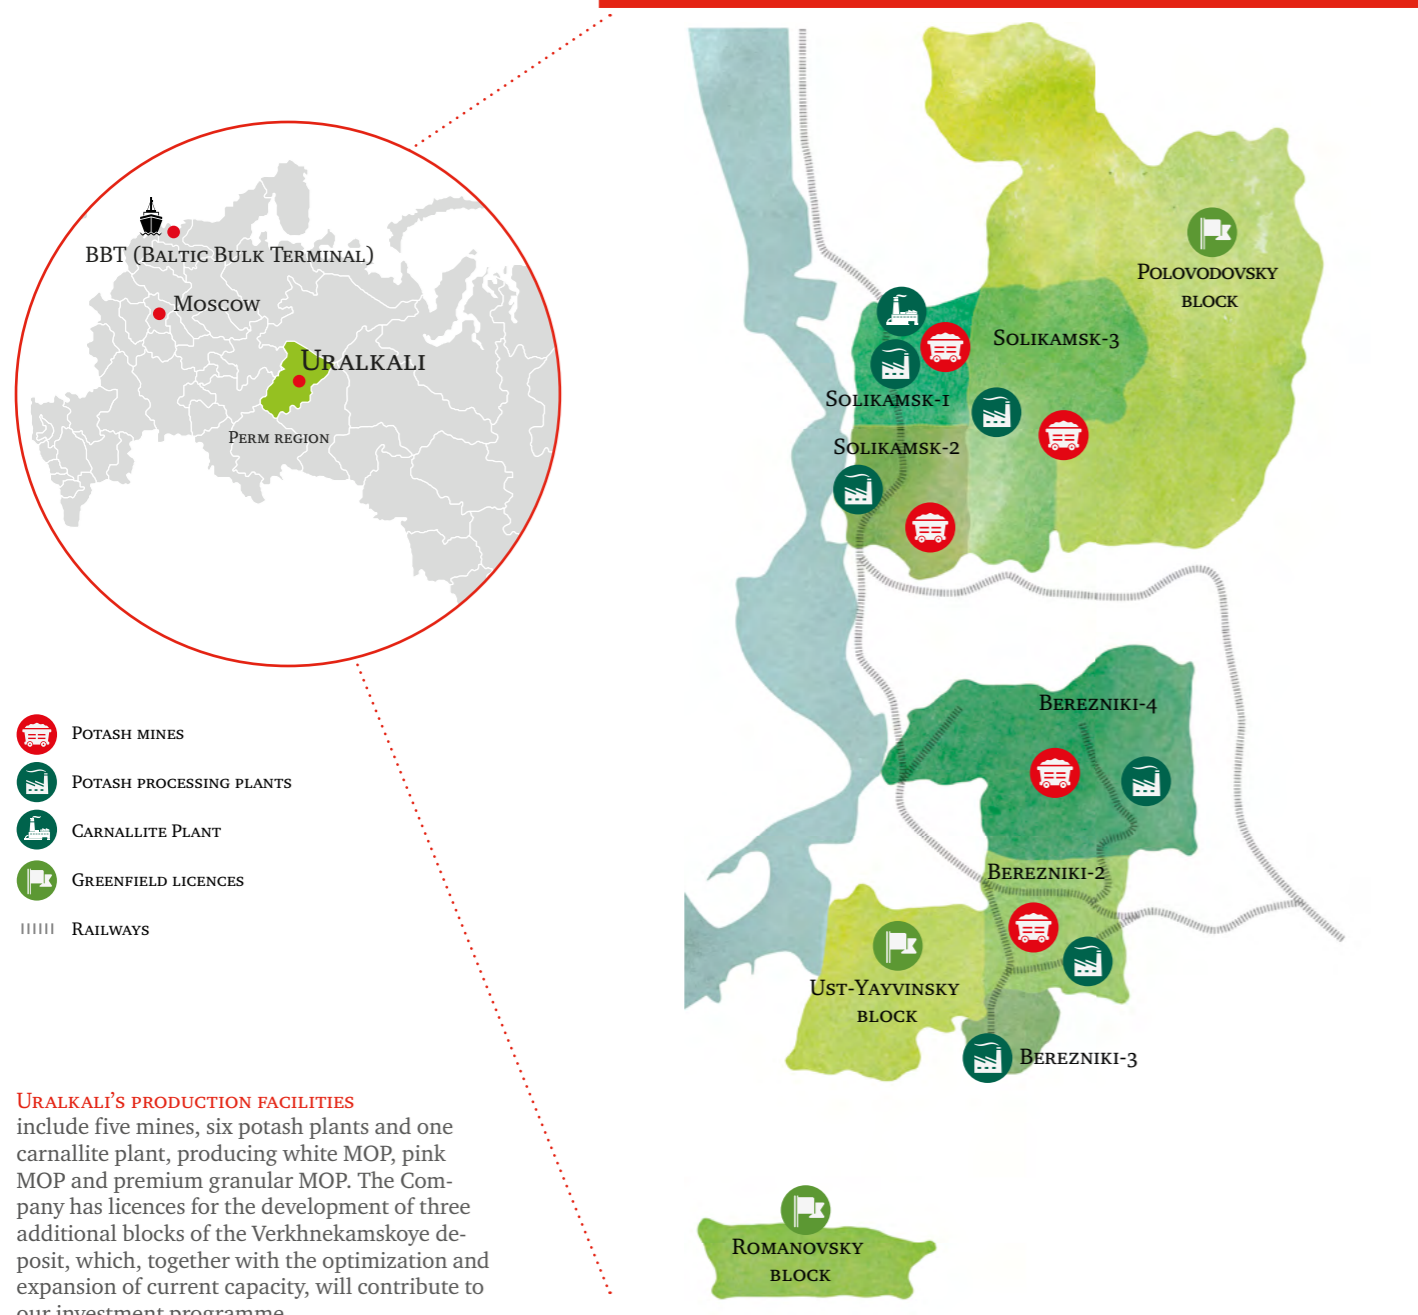 BBT (Baltic Bulk Terminal)
Moscow
Uralkali
Perm region
Potash mines
Potash processing plants
Carnallite Plant
Greenfield licences
Railways
Uralkali’s production facilities
include five mines, six potash plants and one
carnallite plant, producing white MOP, pink
MOP and premium granular MOP. The Com-
pany has licences for the development of three
additional blocks of the Verkhnekamskoye de-
posit, which, together with the optimization and
expansion of current capacity, will contribute to
our investment programme.
Polovodovsky
block
Solikamsk-3
Solikamsk-1
Solikamsk-2
Berezniki-4
Berezniki-2
Ust-Yayvinsky
block
Berezniki-3
Romanovsky
block